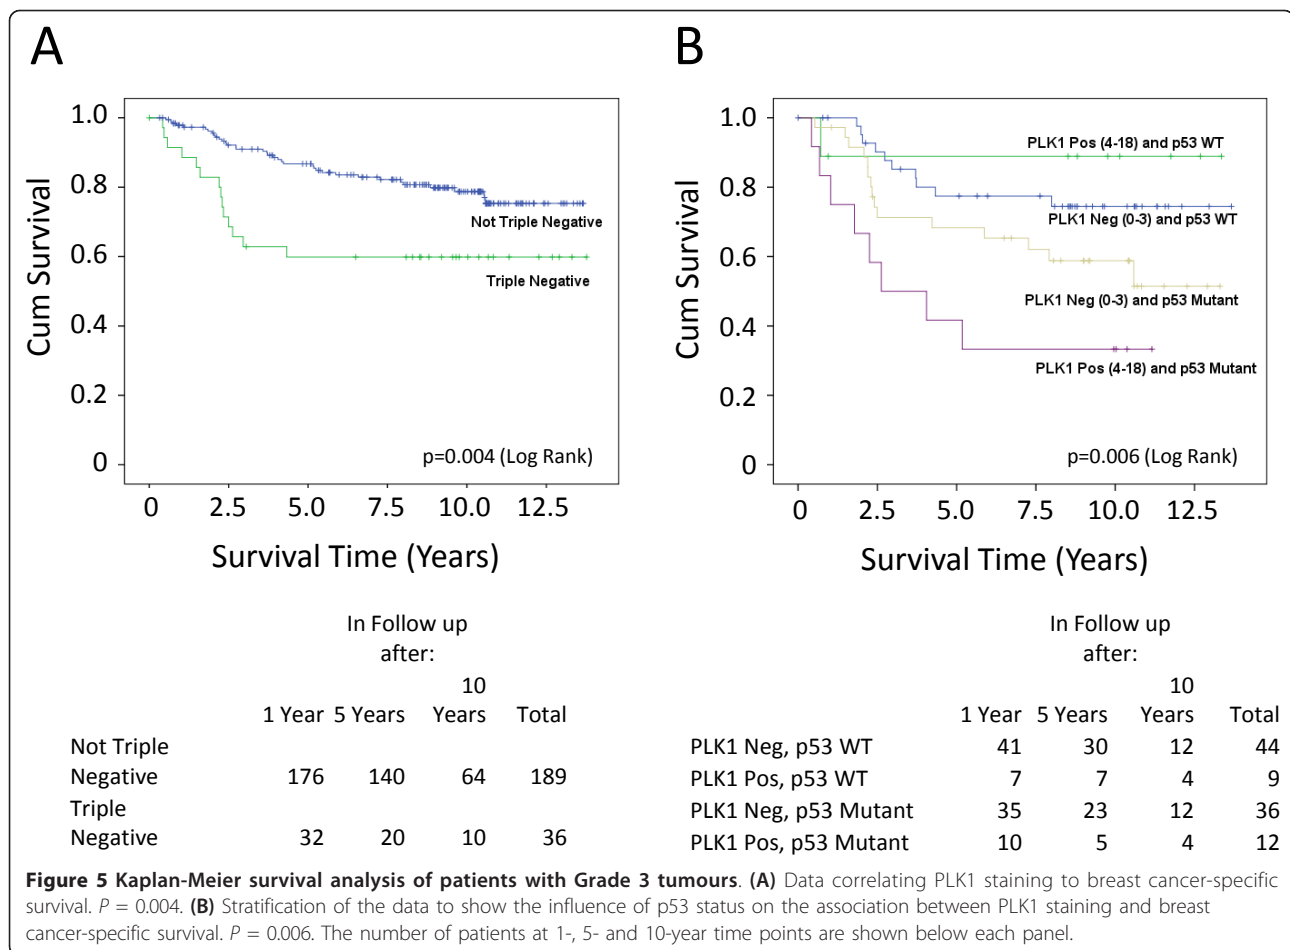 A
1.0
0.8
0.6
0.4
0.2
0
Cum Survival
Not Triple Negative
Triple Negative
p=0.004 (Log Rank)
0 2.5 5.0 7.5 10.0 12.5
Survival Time (Years)
In Follow up
after:
10
1 Year 5 Years Years Total
Not Triple
Negative 176 140 64 189
Triple
Negative 32 20 10 36
B
1.0
0.8
0.6
0.4
0.2
0
Cum Survival
PLK1 Pos (4-18) and p53 WT
PLK1 Neg (0-3) and p53 WT
PLK1 Neg (0-3) and p53 Mutant
PLK1 Pos (4-18) and p53 Mutant
p=0.006 (Log Rank)
0 2.5 5.0 7.5 10.0 12.5
Survival Time (Years)
In Follow up
after:
10
1 Year 5 Years Years Total
PLK1 Neg, p53 WT 41 30 12 44
PLK1 Pos, p53 WT 7 7 4 9
PLK1 Neg, p53 Mutant 35 23 12 36
PLK1 Pos, p53 Mutant 10 5 4 12
Figure 5 Kaplan-Meier survival analysis of patients with Grade 3 tumours. (A) Data correlating PLK1 staining to breast cancer-specific
survival. P = 0.004. (B) Stratification of the data to show the influence of p53 status on the association between PLK1 staining and breast
cancer-specific survival. P = 0.006. The number of patients at 1-, 5- and 10-year time points are shown below each panel.